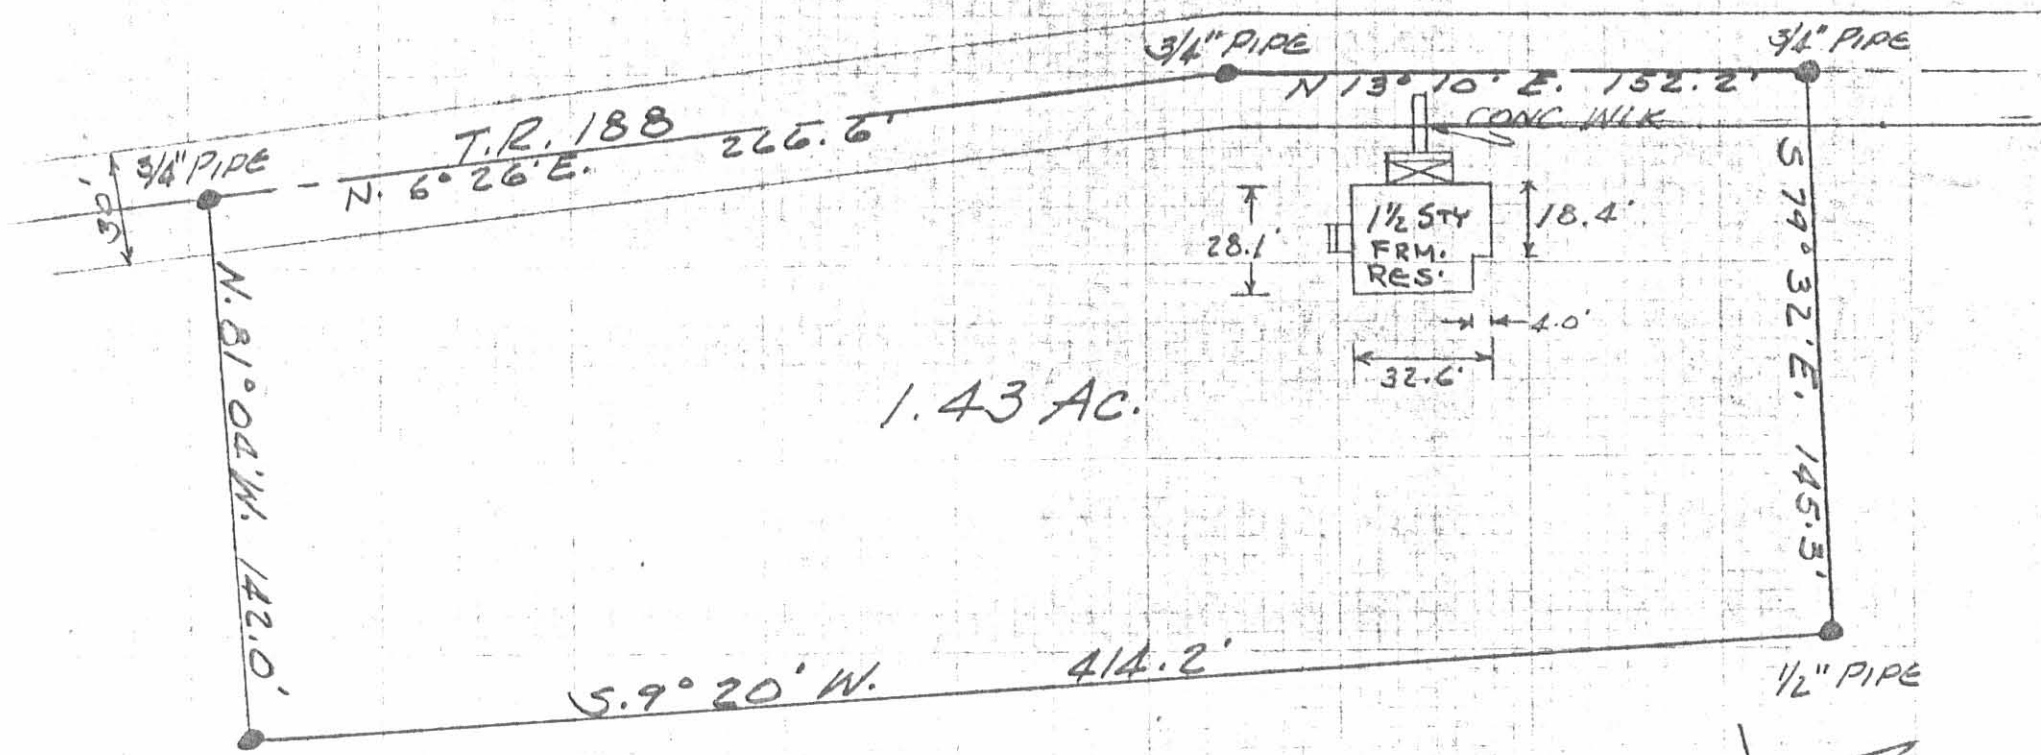 3/4" PIPE
3/4" PIPE
N 13° 10' E. 152.2'
CONC. WLK
T.R. 188
N. 6° 26' E. 266.6'
3/4" PIPE
30'
28.1'
1½ STY
FRM.
RES.
18.4'
4.0'
32.6'
S 79° 32' E. 145.3'
N. 81° 04' W. 142.0'
1.43 Ac.
S. 9° 20' W. 414.2'
1/2" PIPE